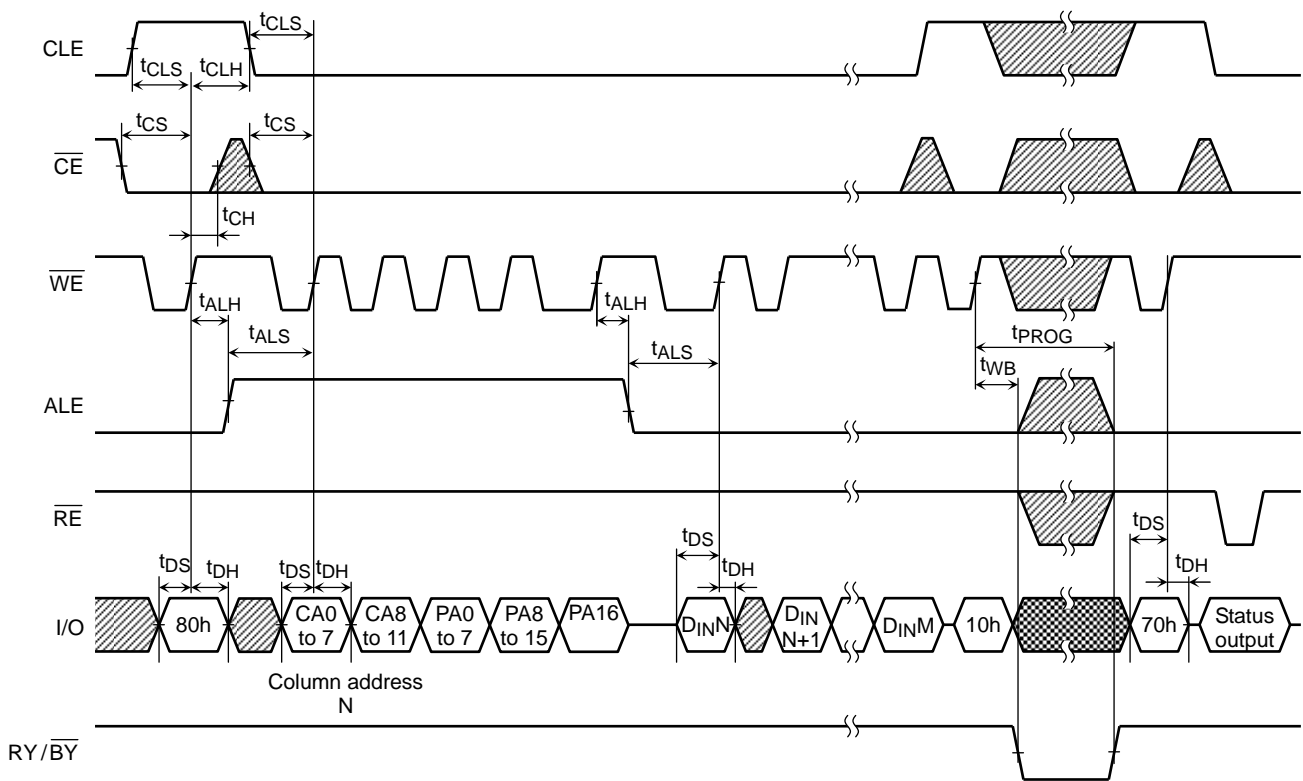 tCLS
CLE
tCLS tCLH
tCS tCS
CE
tCH
WE
tALH tALH
tALS tALS tPROG
tWB
ALE
RE
tDS tDH tDS tDH tDS tDH tDS tDH
I/O 80h CA0 to 7 CA8 to 11 PA0 to 7 PA8 to 15 PA16 DINN DIN N+1 DINM 10h 70h Status output
Column address
N
RY/BY